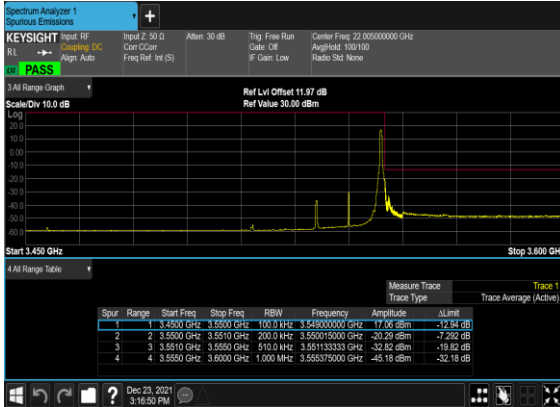 Spectrum Analyzer 1
Spurious Emissions
+
KEYSIGHT Input: RF Input Z: 50 Ω Atten: 30 dB Trig: Free Run Center Freq: 22.005000000 GHz
RL Coupling: DC Corr CCorr Gate: Off Avg|Hold: 100/100
Align: Auto Freq Ref: Int (S) IF Gain: Low Radio Std: None
PASS
3 All Range Graph
Scale/Div 10.0 dB
Ref Lvl Offset 11.97 dB
Ref Value 30.00 dBm
Log
20.0
10.0
0.00
-10.0
-20.0
-30.0
-40.0
-50.0
-60.0
Start 3.450 GHz Stop 3.600 GH
4 All Range Table
Measure Trace Trace 1
Trace Type Trace Average (Active)
Spur Range Start Freq Stop Freq RBW Frequency Amplitude ΔLimit
1 1 3.4500 GHz 3.5500 GHz 100.0 kHz 3.549000000 GHz 17.06 dBm -12.94 dB
2 2 3.5500 GHz 3.5510 GHz 200.0 kHz 3.550015000 GHz -20.29 dBm -7.292 dB
3 3 3.5510 GHz 3.5550 GHz 510.0 kHz 3.551133333 GHz -32.82 dBm -19.82 dB
4 4 3.5550 GHz 3.6000 GHz 1.000 MHz 3.555375000 GHz -45.18 dBm -32.18 dB
?
Dec 23, 2021
3:16:50 PM